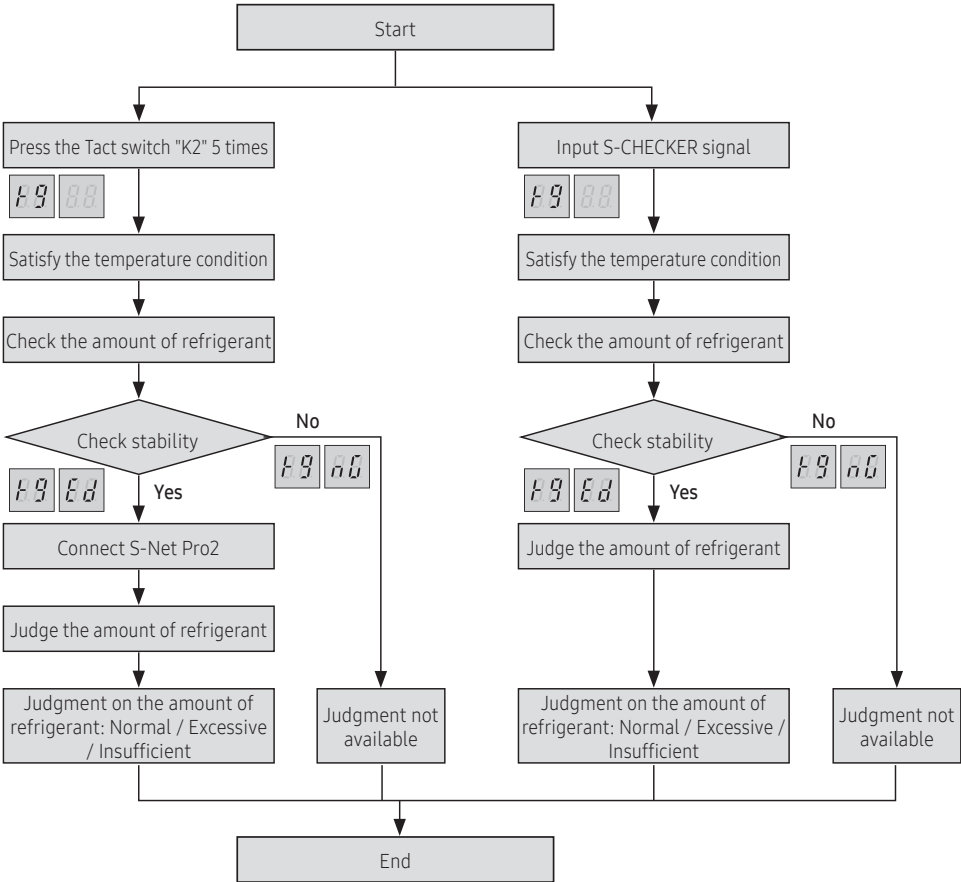 Start
Press the Tact switch "K2" 5 times
Satisfy the temperature condition
Check the amount of refrigerant
Check stability
No
Yes
Ed
Connect S-Net Pro2
Judge the amount of refrigerant
Judgment on the amount of
refrigerant: Normal / Excessive
/ Insufficient
Judgment not
available
Input S-CHECKER signal
Satisfy the temperature condition
Check the amount of refrigerant
Check stability
No
Yes
Ed
Judge the amount of refrigerant
Judgment on the amount of
refrigerant: Normal / Excessive /
Insufficient
Judgment not
available
End